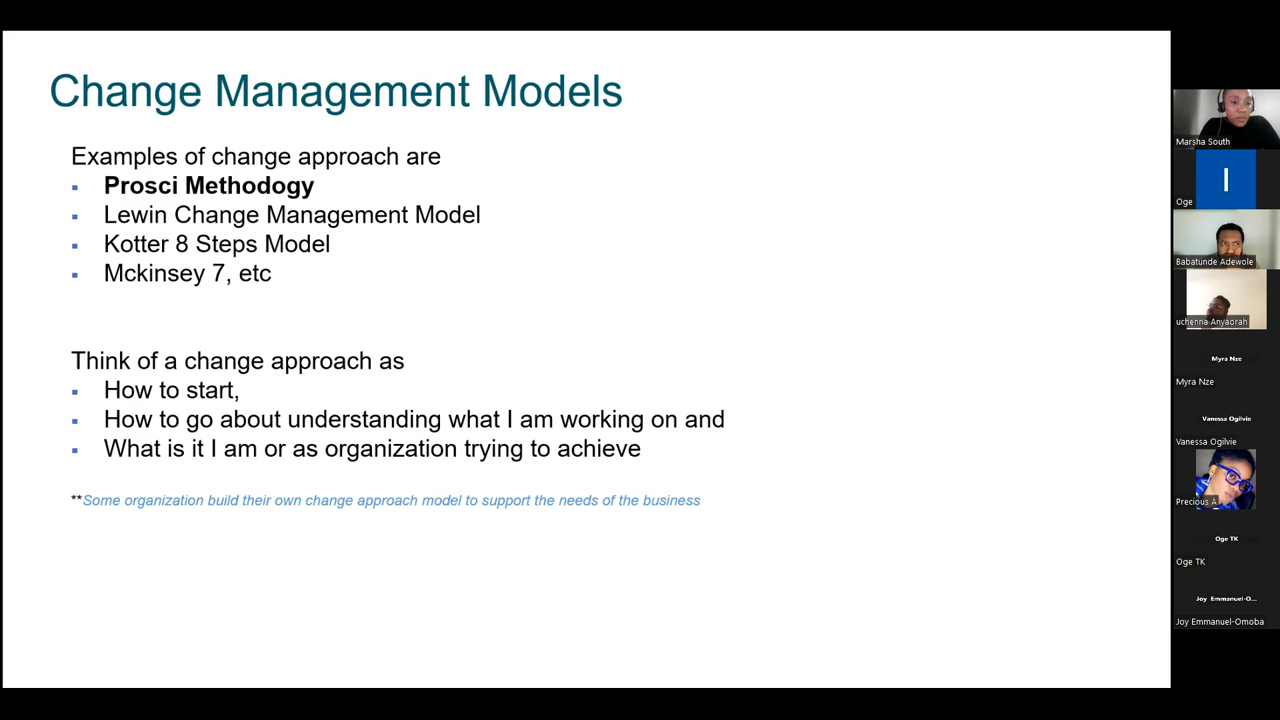 Change Management Models
Examples of change approach are
▪ Prosci Methodogy
▪ Lewin Change Management Model
▪ Kotter 8 Steps Model
▪ Mckinsey 7, etc
Think of a change approach as
▪ How to start,
▪ How to go about understanding what I am working on and
▪ What is it I am or as organization trying to achieve
**Some organization build their own change approach model to support the needs of the business
Marsha South
I
Oge
Babatunde Adewole
uchenna Anyaorah
Myra Nze
Myra Nze
Vanessa Ogilvie
Vanessa Ogilvie
Precious A
Oge TK
Oge TK
Joy Emmanuel-O...
Joy Emmanuel-Omoba